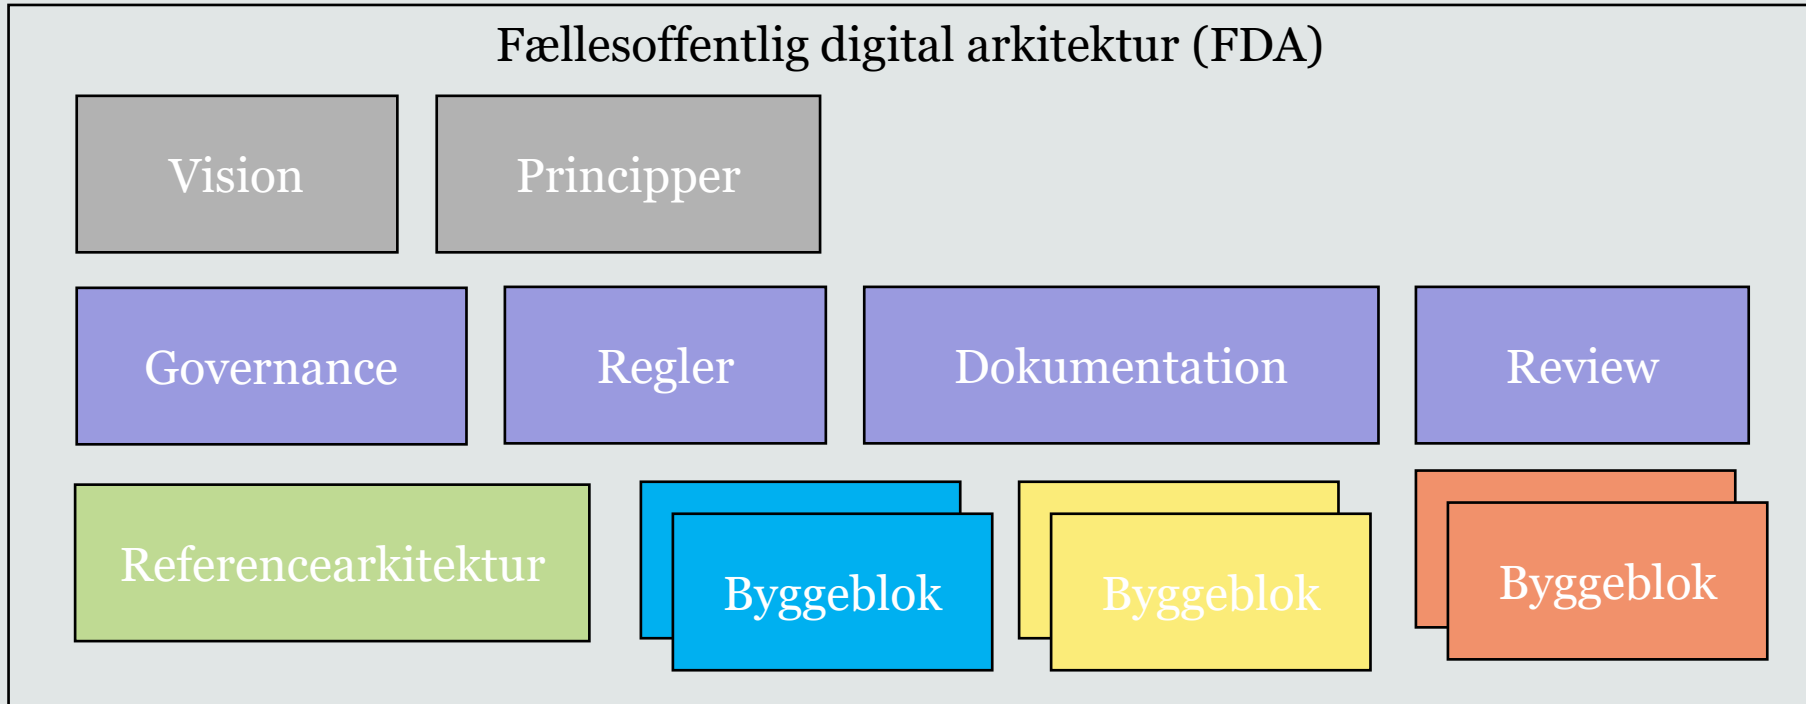 Fællesoffentlig digital arkitektur (FDA)
Vision
Principper
Governance
Regler
Dokumentation
Review
Referencearkitektur
Byggeblok
Byggeblok
Byggeblok